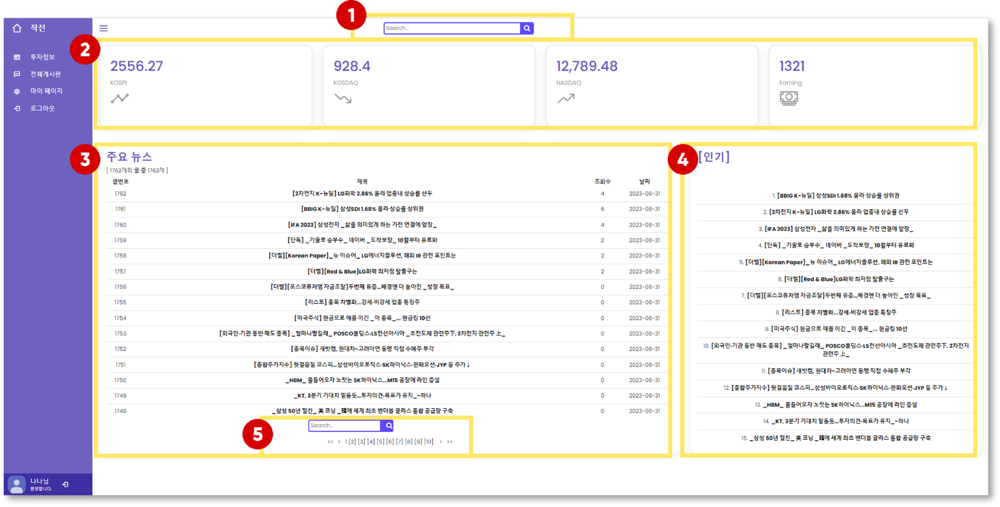 1
작전
Search...
2
투자정보
전체게시판
마이 페이지
로그아웃
2556.27
KOSPI
928.4
KOSDAQ
12,789.48
NASDAQ
1321
Earning
3
주요 뉴스
[ 1762개의 글 중 1762개 ]
글번호 제목 조회수 날짜
1762 [2차전지 K-뉴딜] LG화학 2.86% 올라 업종내 상승률 선두 4 2023-08-31
1761 [BBIG K-뉴딜] 삼성SDI 1.68% 올라 상승률 상위권 6 2023-08-31
1760 [IFA 2023] 삼성전자 _삶을 의미있게 하는 가전 연결에 앞장_ 4 2023-08-31
1759 [단독] _기술로 승부수_ 네이버 _도착보장_ 10월부터 유료화 2 2023-08-31
1758 [더벨][Korean Paper]_뉴 이슈어_ LG에너지솔루션, 해외 IR 관전 포인트는 2 2023-08-31
1757 [더벨][Red & Blue]LG화학 최저점 탈출구는 2 2023-08-31
1756 [더벨][포스코퓨처엠 자금조달]두번째 유증…배경엔 더 높아진 _성장 목표_ 0 2023-08-31
1755 [리스트] 종목 차별화...강세·비강세 업종 특징주 0 2023-08-31
1754 [미국주식] 현금으로 애플 이긴 _이 종목_... 현금킹 10선 0 2023-08-31
1753 [외국인·기관 동반 매도 종목] _얼마나팔길래_ POSCO홀딩스·LS전선아시아 _초전도체 관련주下, 2차전지 관련주 上_ 0 2023-08-31
1752 [종목이슈] 새빗켐, 현대차-고려아연 동맹 직접 수혜주 부각 0 2023-08-31
1751 [종합주가지수] 뒷걸음질 코스피…삼성바이오로직스·SK하이닉스·한화오션·JYP 등 주가↓ 0 2023-08-31
1750 _HBM_ 물들어오자 노젓는 SK하이닉스...M15 공장에 라인 증설 0 2023-08-31
1749 _KT, 3분기 기대치 밑돌듯…투자의견·목표가 유지_-하나 0 2023-08-31
1748 _삼성 50년 절친_ 美 코닝 _韓에 세계 최초 벤더블 글라스 통합 공급망 구축 0 2023-08-31
5
Search...
‹‹ ‹ 1 [2] [3] [4] [5] [6] [7] [8] [9] [10] › ››
4
[인기]
1. [BBIG K-뉴딜] 삼성SDI 1.68% 올라 상승률 상위권
2. [2차전지 K-뉴딜] LG화학 2.86% 올라 업종내 상승률 선두
3. [IFA 2023] 삼성전자 _삶을 의미있게 하는 가전 연결에 앞장_
4. [단독] _기술로 승부수_ 네이버 _도착보장_ 10월부터 유료화
5. [더벨][Korean Paper]_뉴 이슈어_ LG에너지솔루션, 해외 IR 관전 포인트는
6. [더벨][Red & Blue]LG화학 최저점 탈출구는
7. [더벨][포스코퓨처엠 자금조달]두번째 유증…배경엔 더 높아진 _성장 목표_
8. [리스트] 종목 차별화...강세·비강세 업종 특징주
9. [미국주식] 현금으로 애플 이긴 _이 종목_... 현금킹 10선
10. [외국인·기관 동반 매도 종목] _얼마나팔길래_ POSCO홀딩스·LS전선아시아 _초전도체 관련주下, 2차전지
관련주 上_
11. [종목이슈] 새빗켐, 현대차-고려아연 동맹 직접 수혜주 부각
12. [종합주가지수] 뒷걸음질 코스피…삼성바이오로직스·SK하이닉스·한화오션·JYP 등 주가↓
13. _HBM_ 물들어오자 노젓는 SK하이닉스...M15 공장에 라인 증설
14. _KT, 3분기 기대치 밑돌듯…투자의견·목표가 유지_-하나
15. _삼성 50년 절친_ 美 코닝 _韓에 세계 최초 벤더블 글라스 통합 공급망 구축
나나님
환영합니다.